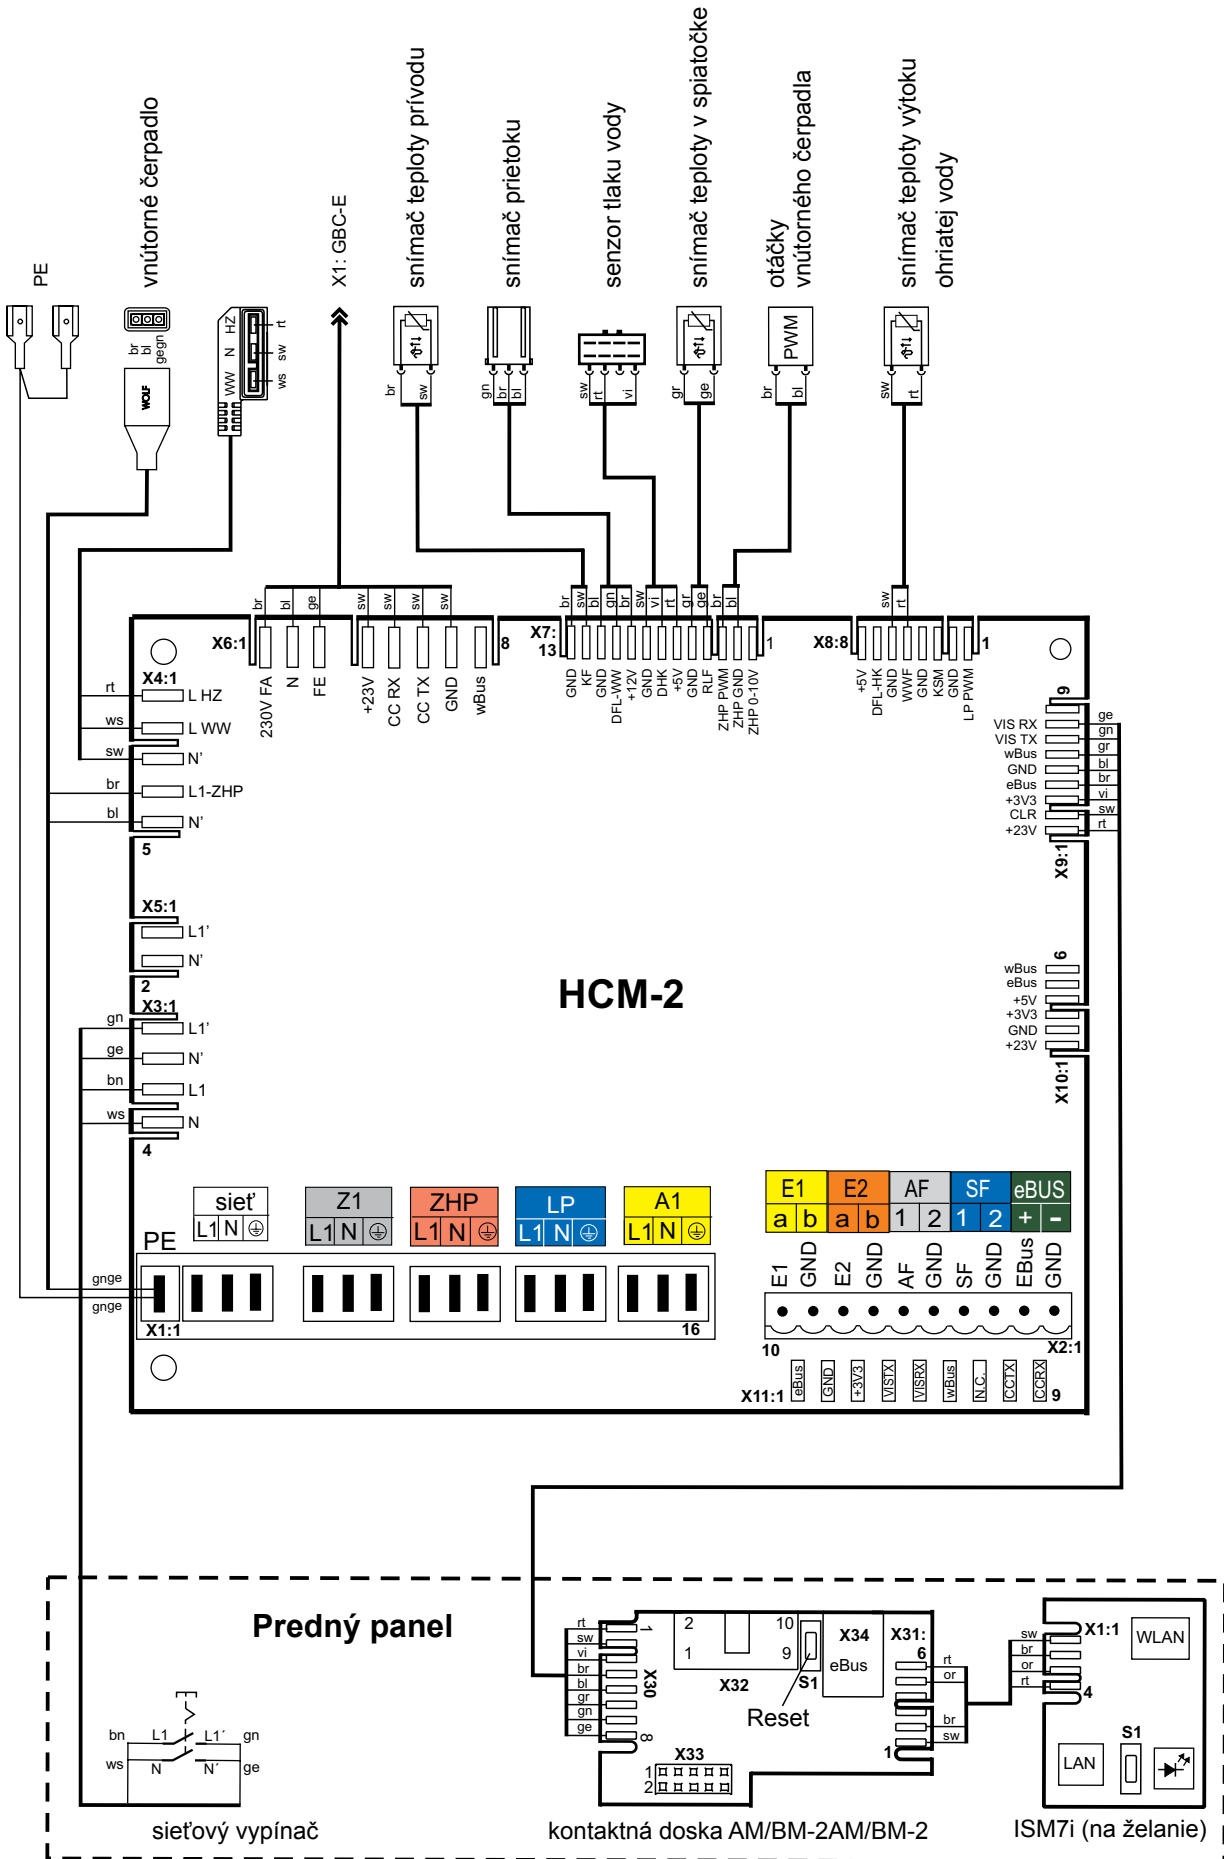 PE
vnútorné čerpadlo
X1: GBC-E
snímač teploty prívodu
snímač prietoku
senzor tlaku vody
snímač teploty v spiatočke
otáčky
vnútorného čerpadla
snímač teploty výtoku
ohriatej vody
br
bl
gegn
WOLF
WW N HZ
ws sw rt
br sw
gn br bl
sw rt vi
gr ge
PWM
br bl
sw rt
br bl ge sw sw sw sw
br sw bl gn br sw vi rt gr ge br bl
sw rt
X6:1
8
X7:
13
1
X8:8
1
230V FA
N
FE
+23V
CC RX
CC TX
GND
wBus
GND
KF
GND
DFL-WW
+12V
GND
DHK
+5V
GND
RLF
ZHP PWM
ZHP GND
ZHP 0-10V
+5V
DFL-HK
GND
WWF
GND
KSM
GND
LP PWM
X4:1
rt L HZ
ws L WW
sw N'
br L1-ZHP
bl N'
5
X5:1
L1'
N'
2
X3:1
gn L1'
ge N'
bn L1
ws N
4
9
VIS RX ge
VIS TX gn
wBus gr
GND bl
eBus br
+3V3 vi
CLR sw
+23V rt
X9:1
6
wBus
eBus
+5V
+3V3
GND
+23V
X10:1
HCM-2
PE
sieť
L1 N
Z1
L1 N
ZHP
L1 N
LP
L1 N
A1
L1 N
gnge
gnge
X1:1
16
E1 E2 AF SF eBUS
a b a b 1 2 1 2 + -
E1 GND E2 GND AF GND SF GND EBus GND
10
X2:1
X11:1 eBus GND +3V3 VISTX VISRX wBus N.C. CCTX CCRX 9
Predný panel
bn L1 L1´ gn
ws N N´ ge
sieťový vypínač
rt
sw
vi
br
bl
gr
gn
ge
1
X30
8
2 10
1 9
X32
S1
Reset
X34
eBus
X31:
6
rt
or
br
sw
1
X33
1
2
kontaktná doska AM/BM-2AM/BM-2
sw
br
or
rt
X1:1
4
WLAN
LAN
S1
ISM7i (na želanie)